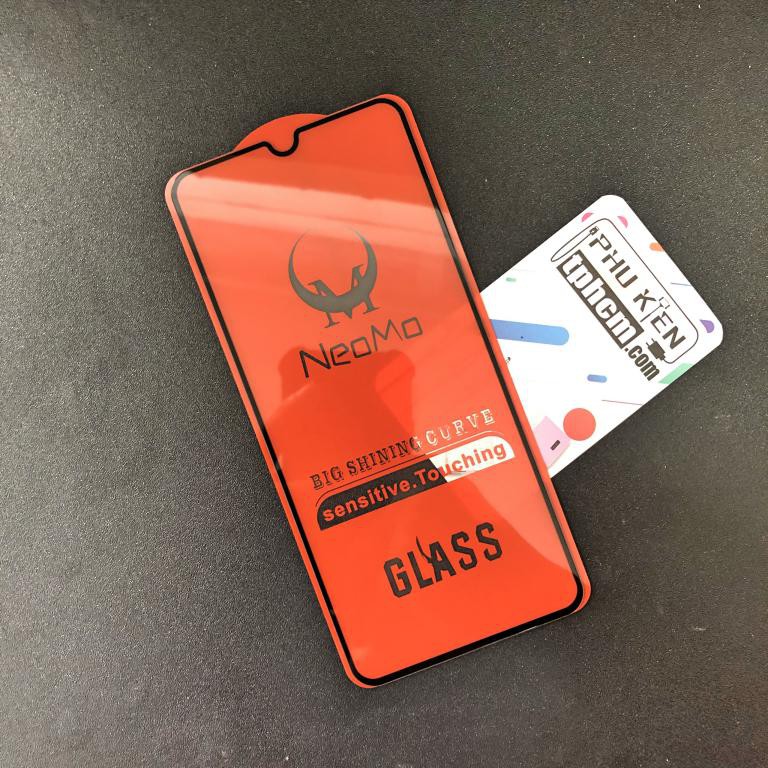 M
NeoMo
BIG SHINING CURVE
sensitive.Touching
GLASS
PHU KIEN
tphcm.com